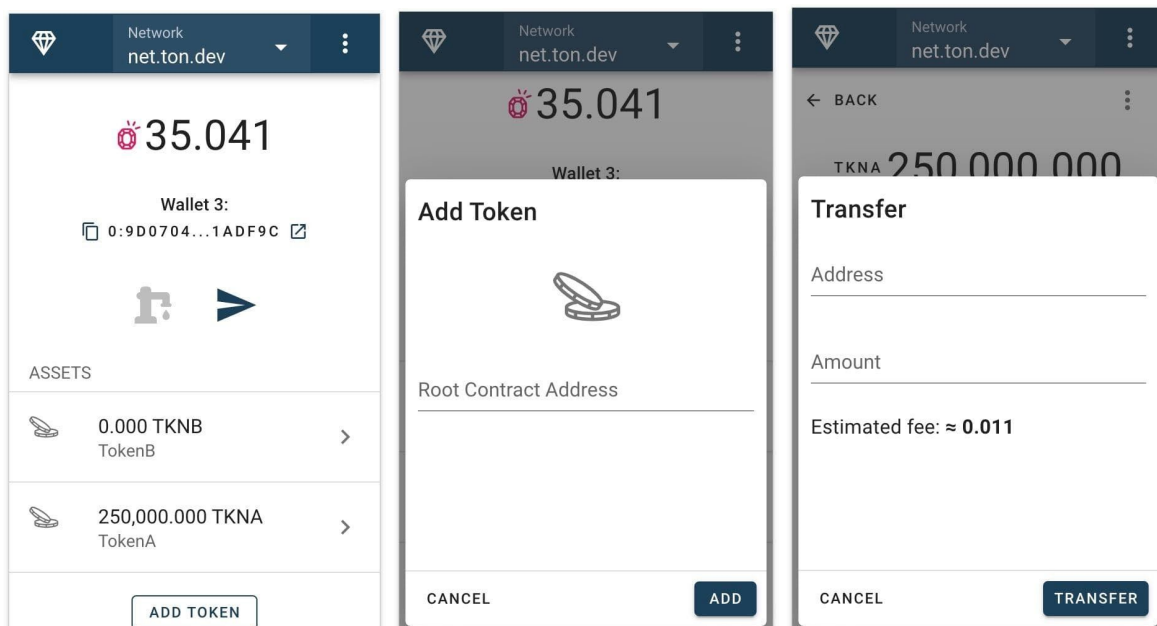 Network
net.ton.dev
35.041
Wallet 3:
0:9D0704...1ADF9C
ASSETS
0.000 TKNB
TokenB
250,000.000 TKNA
TokenA
ADD TOKEN
Network
net.ton.dev
35.041
Wallet 3:
Add Token
Root Contract Address
CANCEL
ADD
Network
net.ton.dev
BACK
TKNA 250 000 000
Transfer
Address
Amount
Estimated fee: ≈ 0.011
CANCEL
TRANSFER